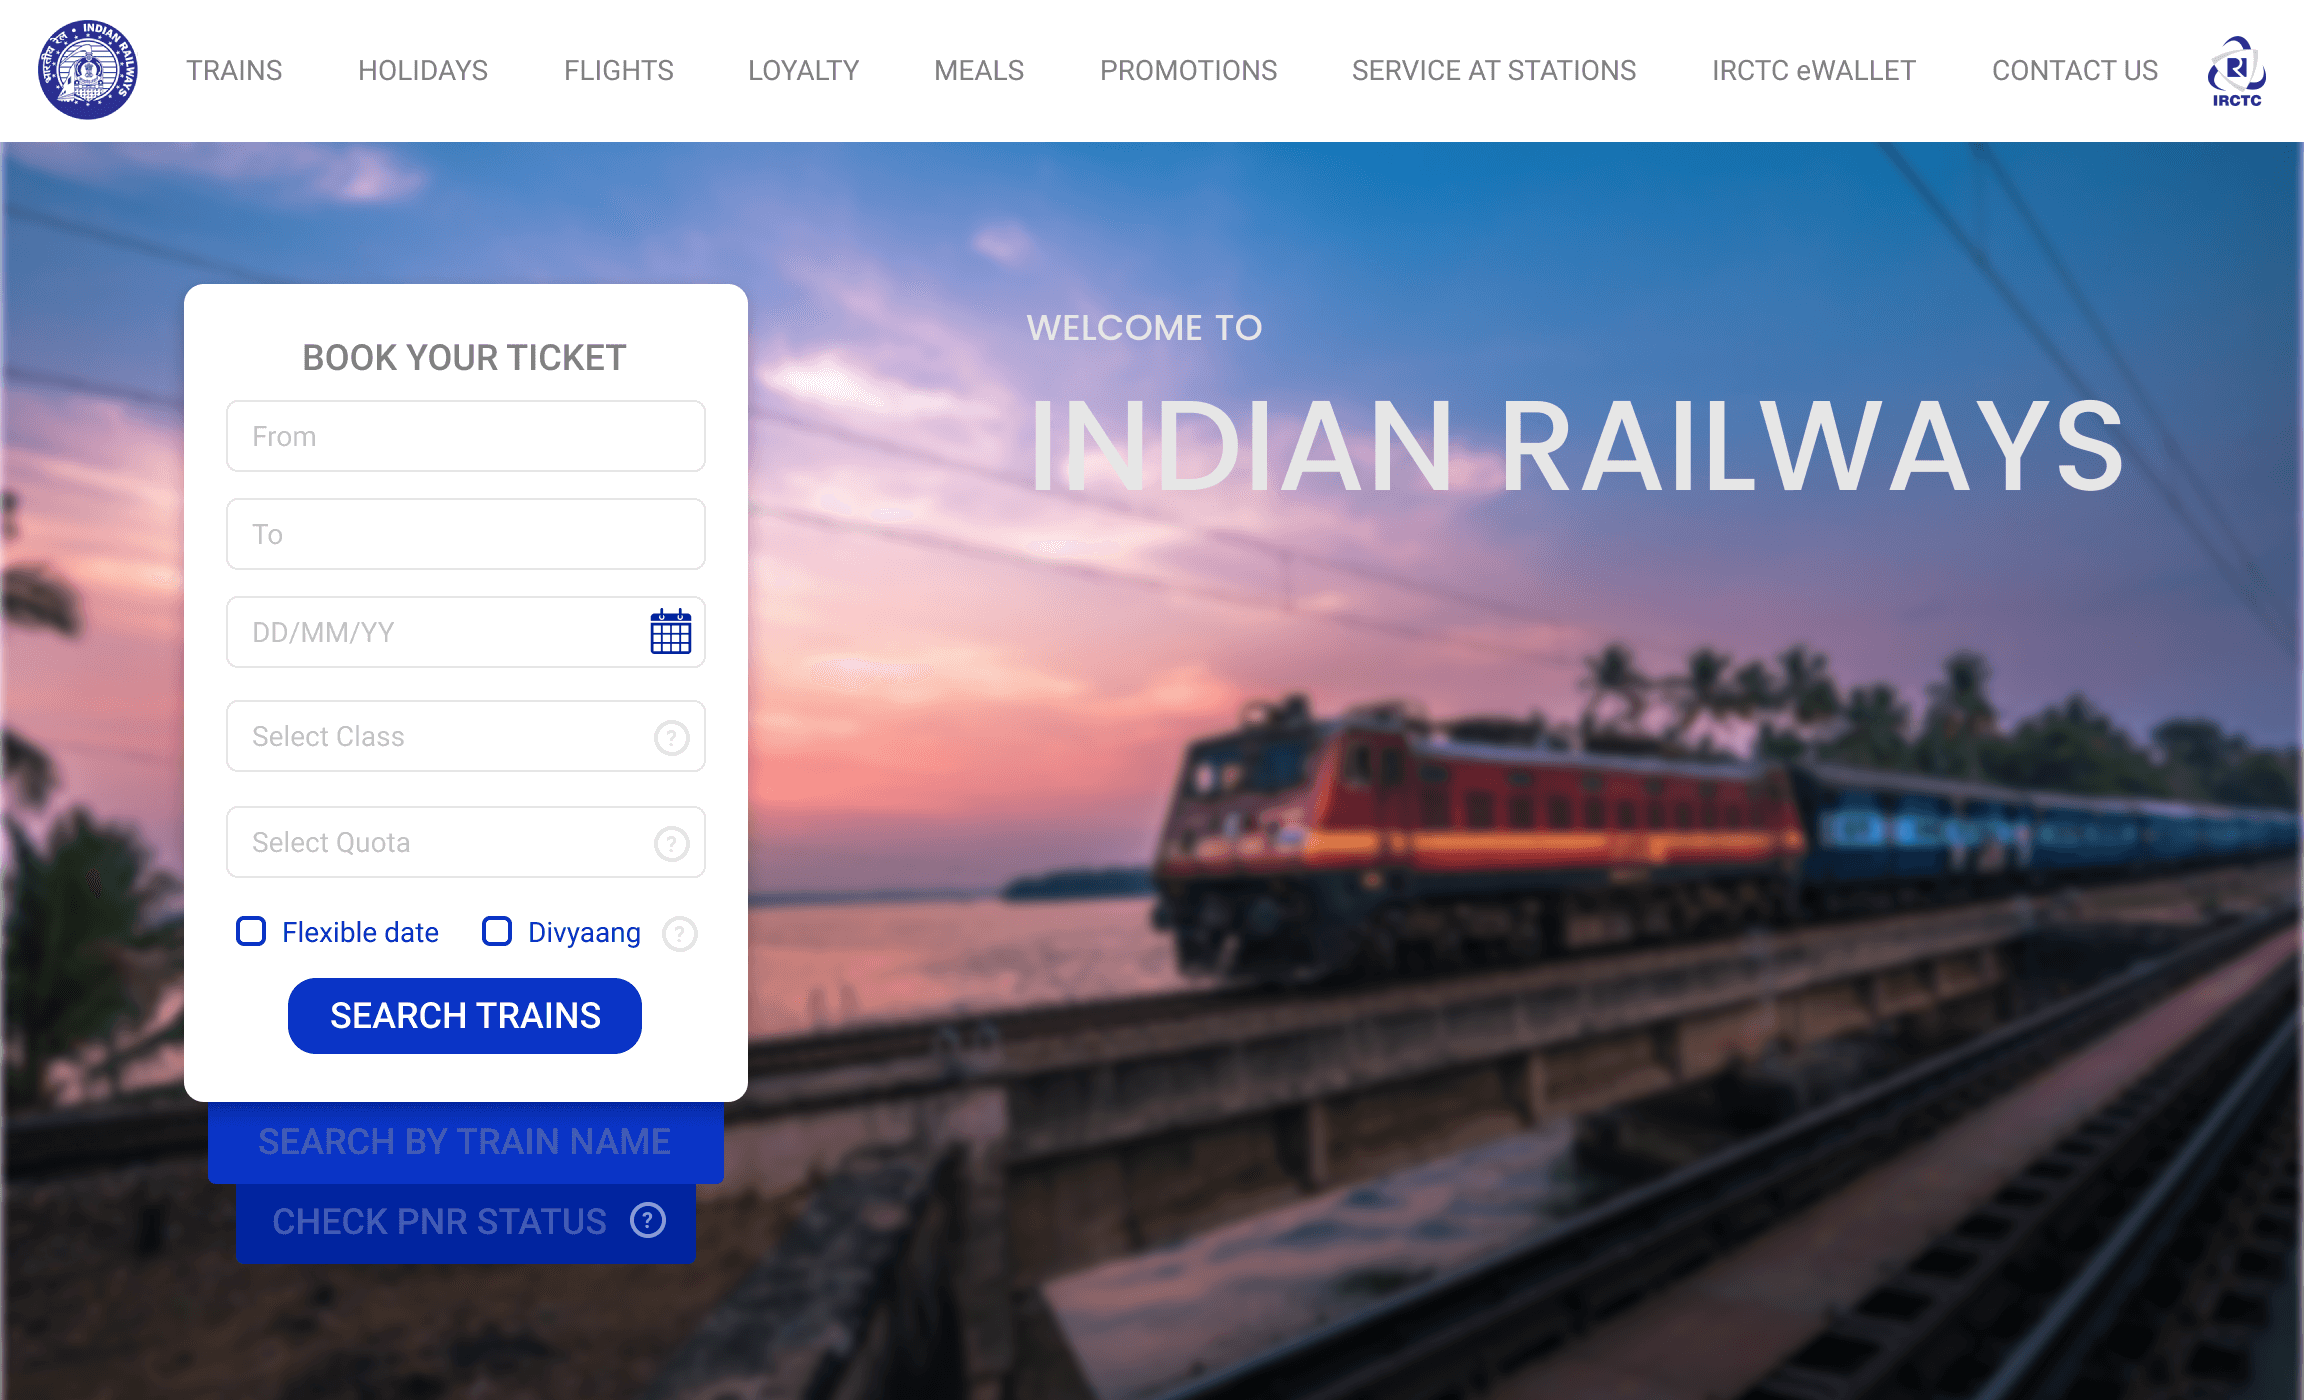 भारतीय रेल • INDIAN RAILWAYS
TRAINS
HOLIDAYS
FLIGHTS
LOYALTY
MEALS
PROMOTIONS
SERVICE AT STATIONS
IRCTC eWALLET
CONTACT US
IRCTC
BOOK YOUR TICKET
From
To
DD/MM/YY
Select Class ?
Select Quota ?
Flexible date
Divyaang ?
SEARCH TRAINS
SEARCH BY TRAIN NAME
CHECK PNR STATUS ?
WELCOME TO
INDIAN RAILWAYS